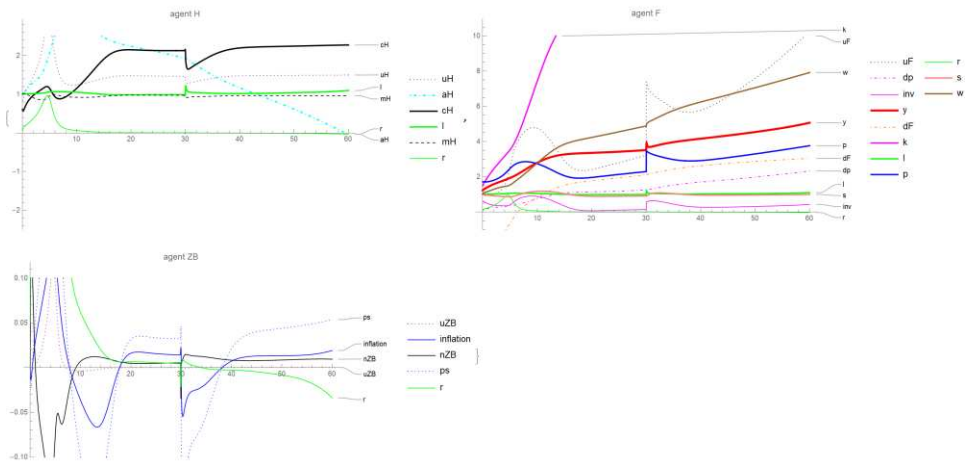 agent H
2
1
-1
-2
10
20
30
40
50
60
cH
uH
l
mH
r
aH
uH
aH
cH
l
mH
r
{
,
agent F
10
8
6
4
2
10
20
30
40
50
60
k
uF
w
y
p
dF
dp
l
s
inv
r
uF
dp
inv
y
dF
k
l
p
r
s
w
agent ZB
0.10
0.05
-0.05
-0.10
10
20
30
40
50
60
ps
inflation
nZB
uZB
r
uZB
inflation
nZB
ps
r
}